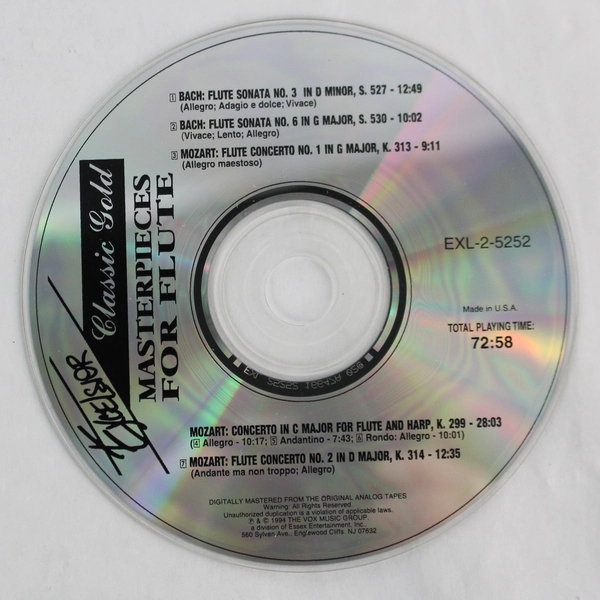 1 BACH: FLUTE SONATA NO. 3 IN D MINOR, S. 527 - 12:49
(Allegro; Adagio e dolce; Vivace)
2 BACH: FLUTE SONATA NO. 6 IN G MAJOR, S. 530 - 10:02
(Vivace; Lento; Allegro)
3 MOZART: FLUTE CONCERTO NO. 1 IN G MAJOR, K. 313 - 9:11
(Allegro maestoso)
Excelsior
Classic Gold
MASTERPIECES
FOR FLUTE
EXL-2-5252
Made in U.S.A.
TOTAL PLAYING TIME:
72:58
MOZART: CONCERTO IN C MAJOR FOR FLUTE AND HARP, K. 299 - 28:03
(4 Allegro - 10:17; 5 Andantino - 7:43; 6 Rondo: Allegro - 10:01)
7 MOZART: FLUTE CONCERTO NO. 2 IN D MAJOR, K. 314 - 12:35
(Andante ma non troppo; Allegro)
DIGITALLY MASTERED FROM THE ORIGINAL ANALOG TAPES
Warning: All Rights Reserved.
Unauthorized duplication is a violation of applicable laws.
℗ & © 1994 THE VOX MUSIC GROUP,
a division of Essex Entertainment, Inc.
560 Sylvan Ave., Englewood Cliffs, NJ 07632